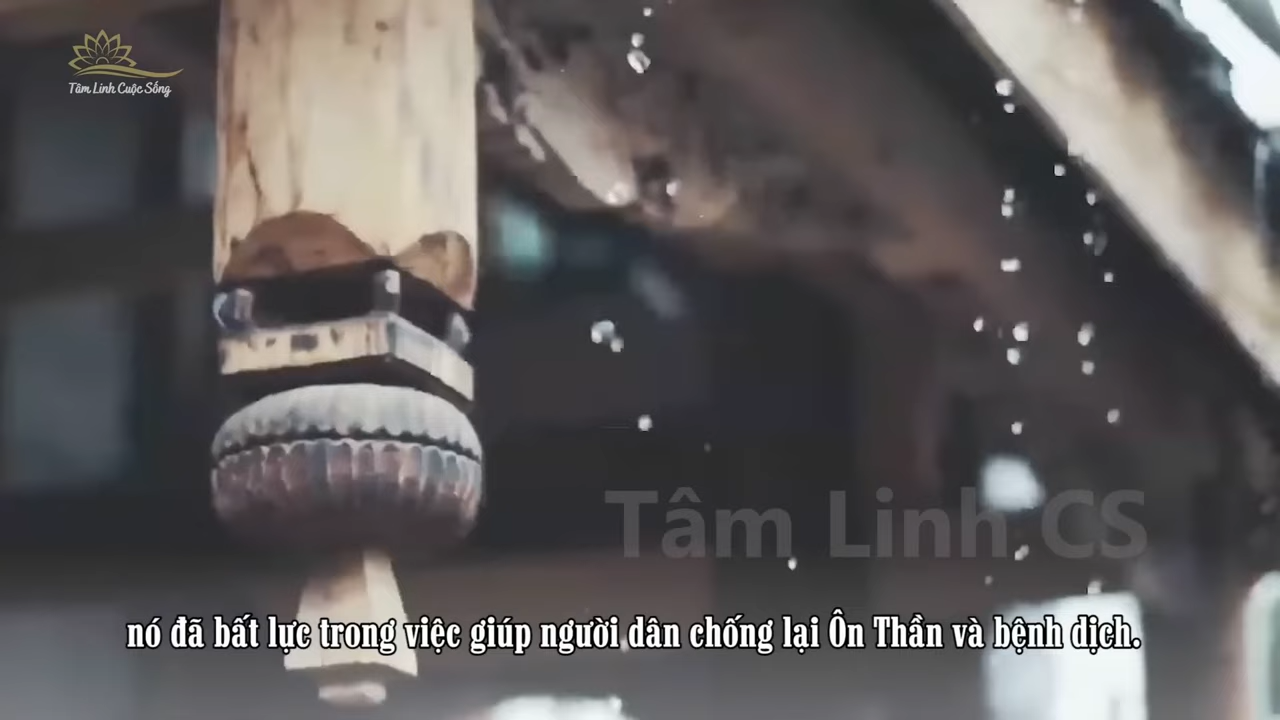 Tâm Linh Cuộc Sống
Tâm Linh CS
nó đã bất lực trong việc giúp người dân chống lại Ôn Thần và bệnh dịch.